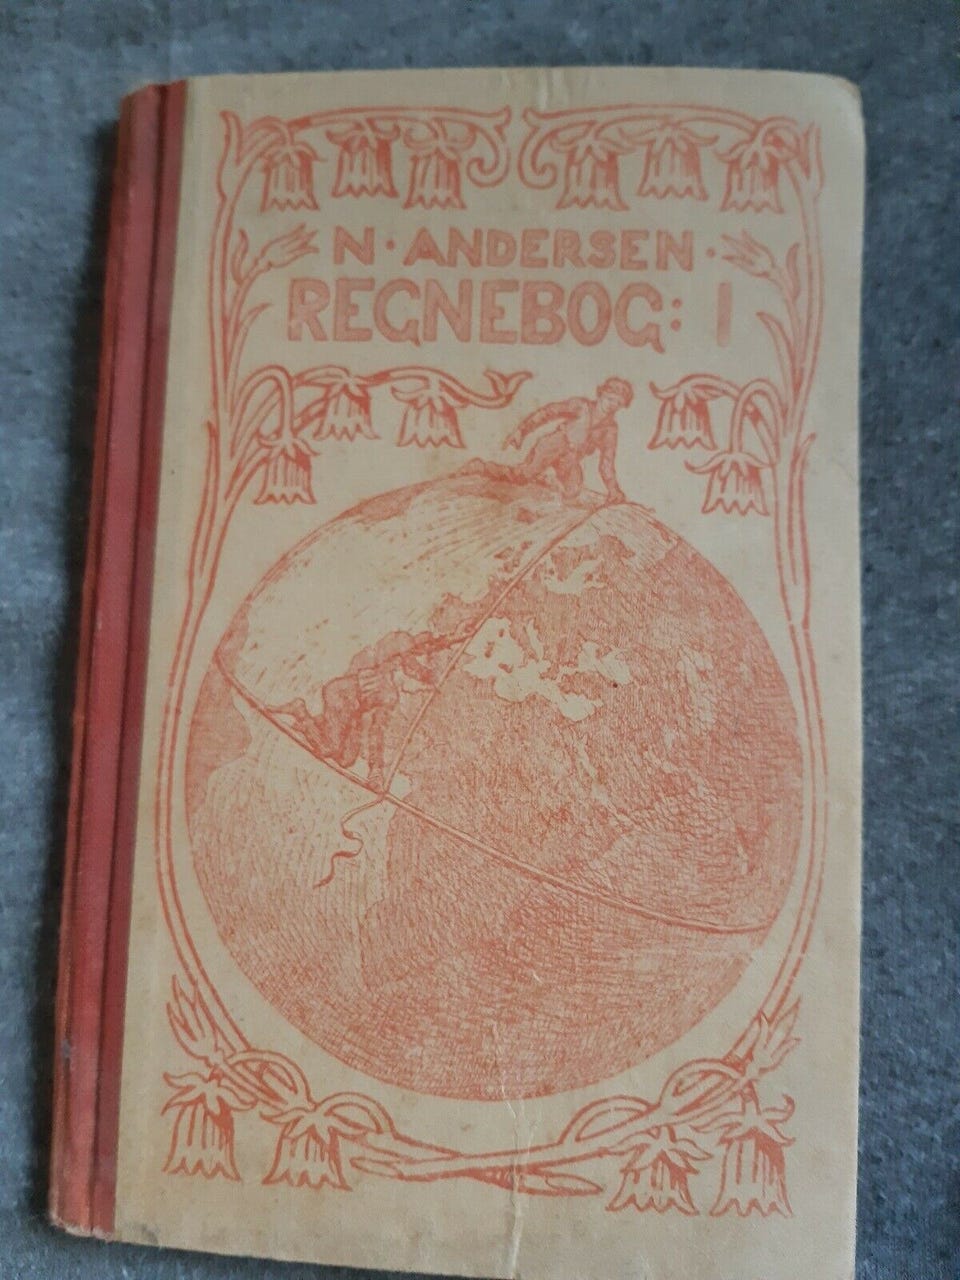 N · ANDERSEN ·
REGNEBOG: I